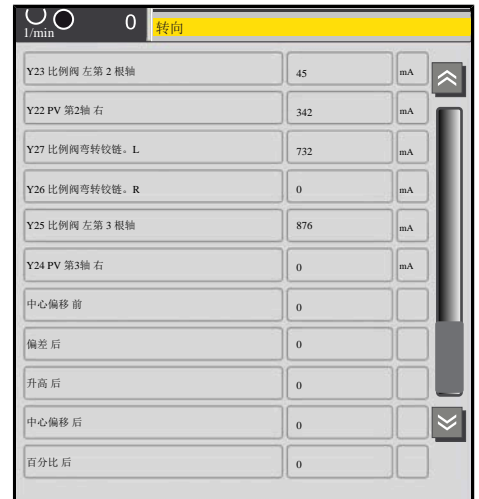 1/min 0 转向
Y23 比例阀 左第 2 根轴 45 mA
Y22 PV 第2轴 右 342 mA
Y27 比例阀弯转铰链。L 732 mA
Y26 比例阀弯转铰链。R 0 mA
Y25 比例阀 左第 3 根轴 876 mA
Y24 PV 第3轴 右 0 mA
中心偏移 前 0
偏差 后 0
升高 后 0
中心偏移 后 0
百分比 后 0